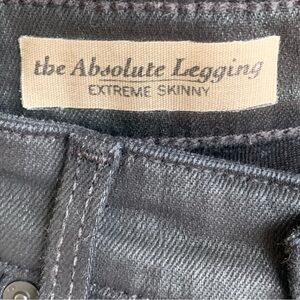 the Absolute Legging
EXTREME SKINNY